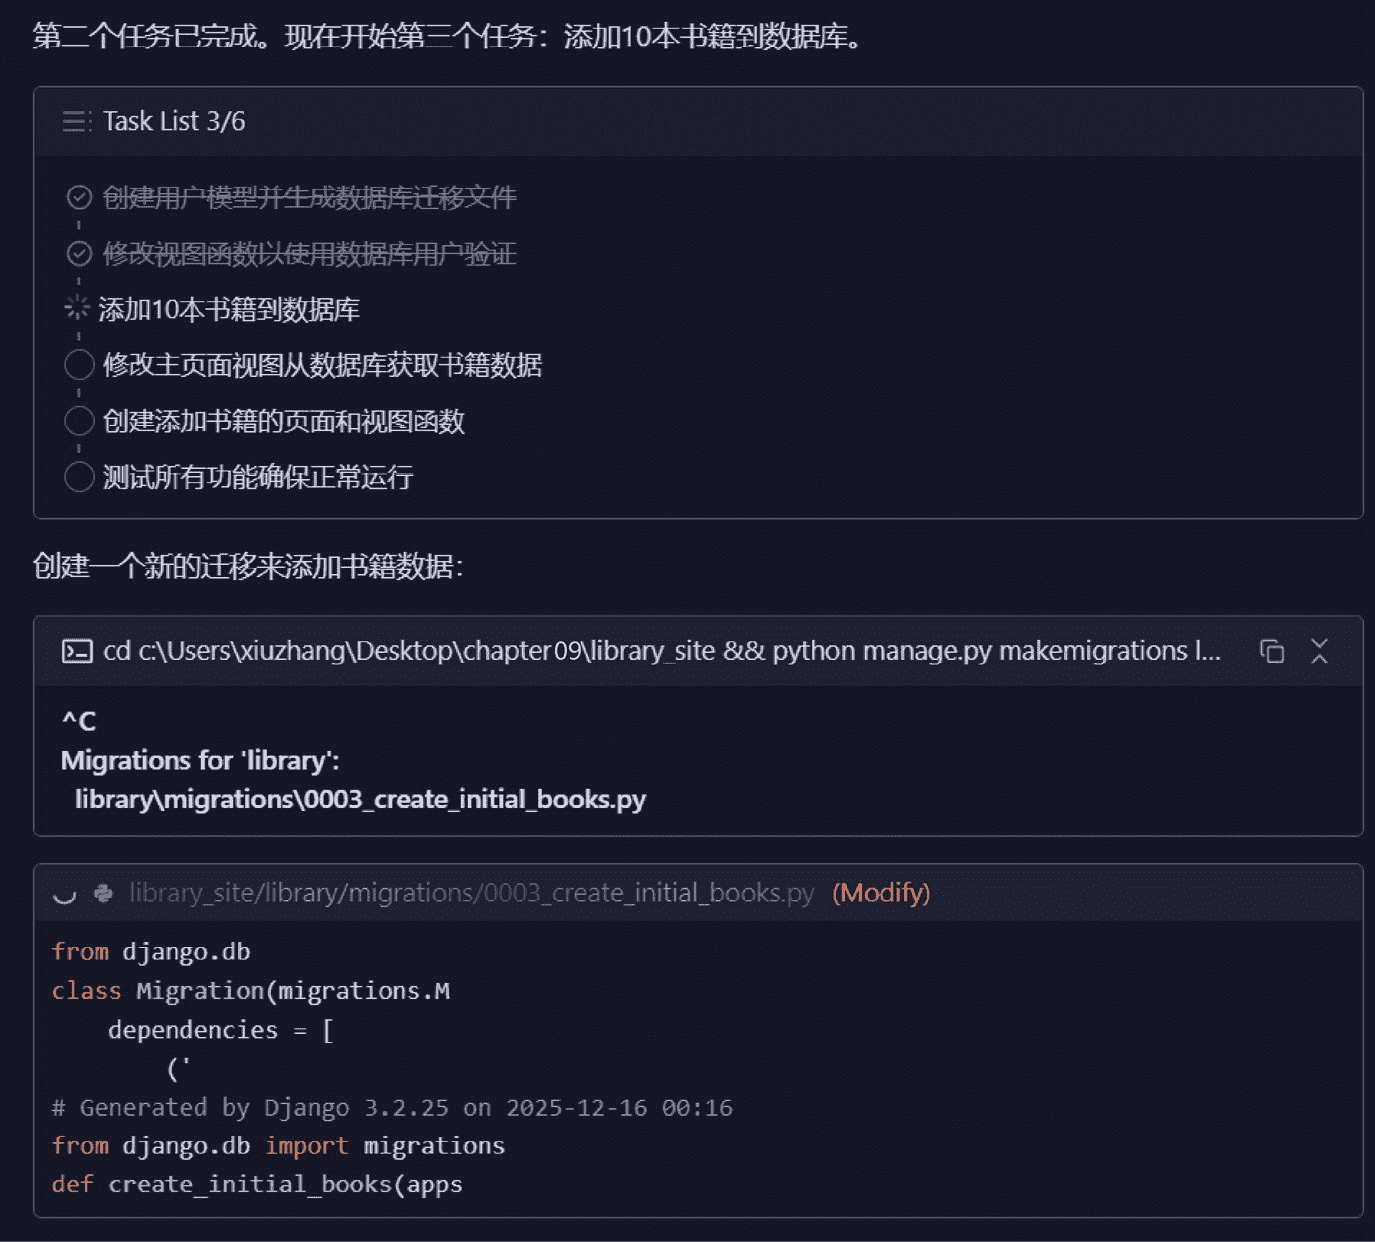 第二个任务已完成。现在开始第三个任务：添加10本书籍到数据库。
Task List 3/6
创建用户模型并生成数据库迁移文件
修改视图函数以使用数据库用户验证
添加10本书籍到数据库
修改主页面视图从数据库获取书籍数据
创建添加书籍的页面和视图函数
测试所有功能确保正常运行
创建一个新的迁移来添加书籍数据：
cd c:\Users\xiuzhang\Desktop\chapter09\library_site && python manage.py makemigrations l...
^C
Migrations for 'library':
  library\migrations\0003_create_initial_books.py
library_site/library/migrations/0003_create_initial_books.py (Modify)
from django.db
class Migration(migrations.M
    dependencies = [
        ('
# Generated by Django 3.2.25 on 2025-12-16 00:16
from django.db import migrations
def create_initial_books(apps